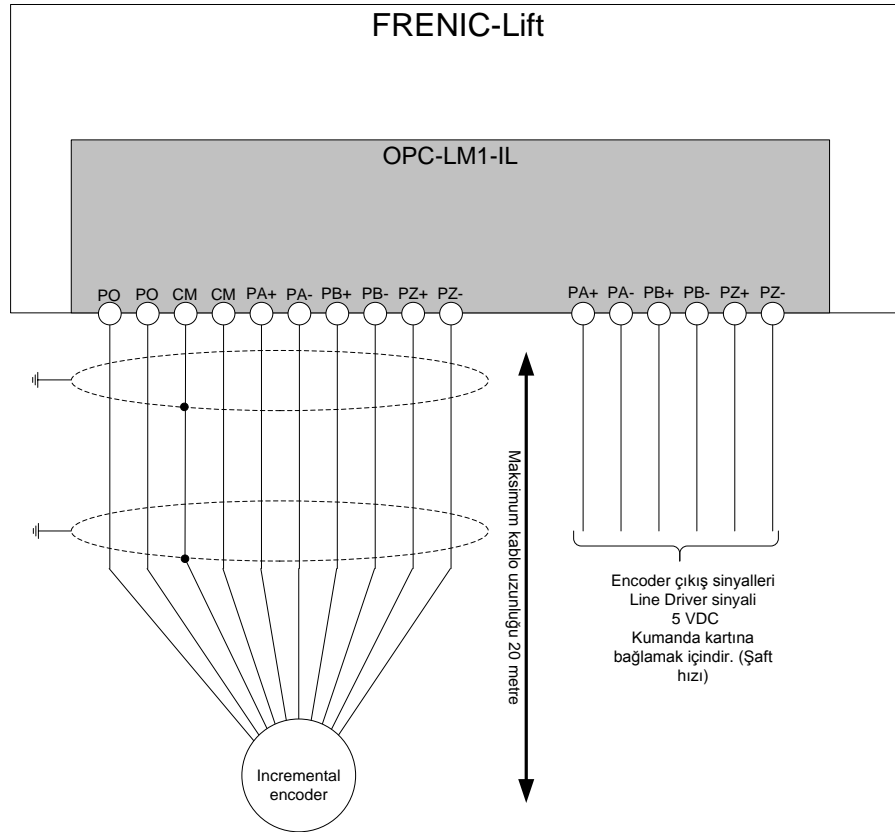 FRENIC-Lift
OPC-LM1-IL
PO PO CM CM PA+ PA- PB+ PB- PZ+ PZ-
PA+ PA- PB+ PB- PZ+ PZ-
Maksimum kablo uzunluğu 20 metre
Encoder çıkış sinyalleri
Line Driver sinyali
5 VDC
Kumanda kartına
bağlamak içindir. (Şaft
hızı)
Incremental
encoder